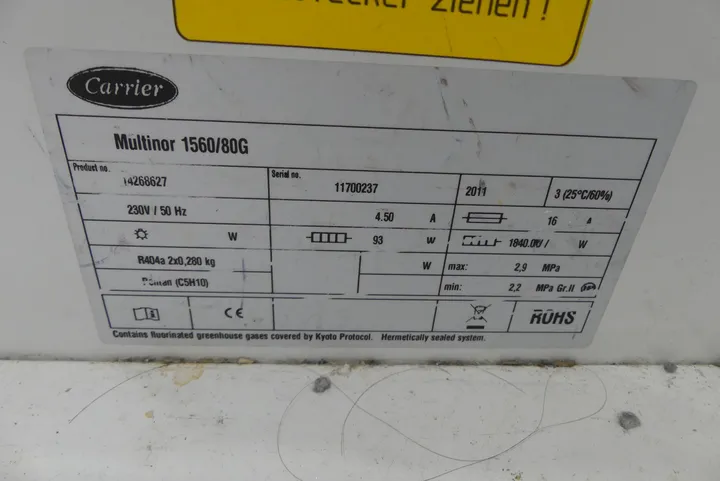 ziehen !
Carrier
Multinor 1560/80G
Product no. 14268627
Serial no. 11700237
2011
3 (25°C/60%)
230V / 50 Hz
4.50 A
16 A
W
93 W
1840.0W / W
R404a 2x0,280 kg
W
max: 2,9 MPa
(C5H10)
min: 2,2 MPa Gr.II
CE
RoHS
Contains fluorinated greenhouse gases covered by Kyoto Protocol. Hermetically sealed system.